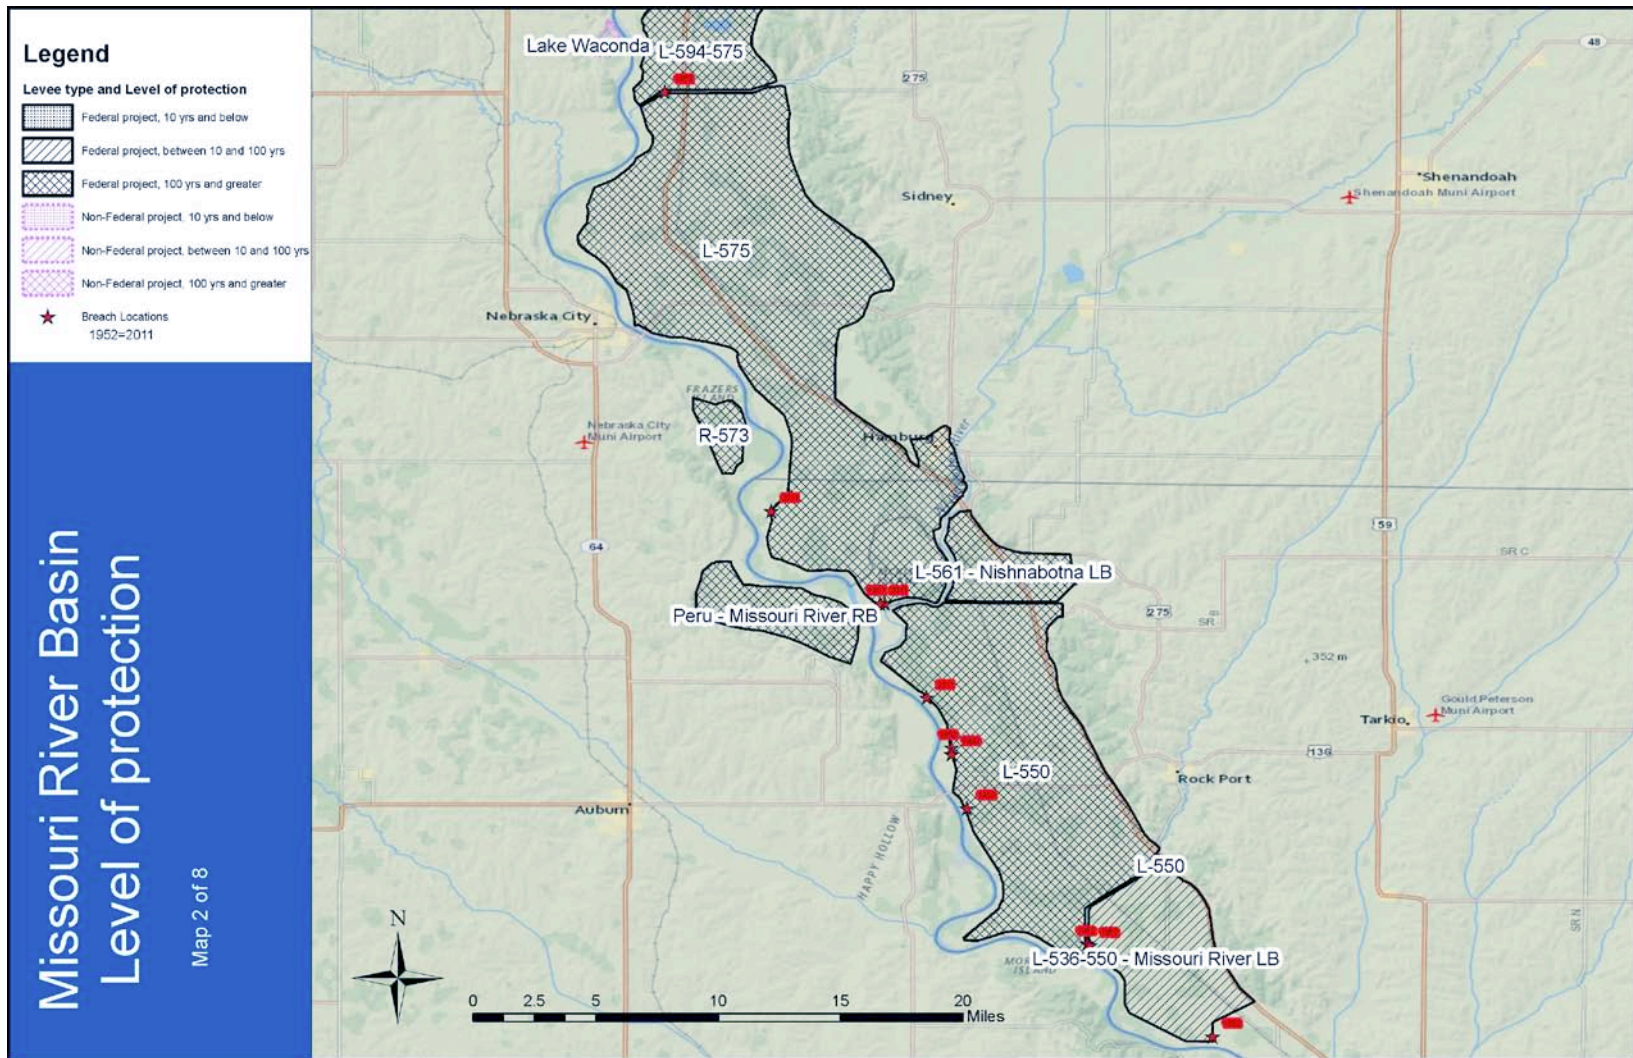 Legend
Levee type and Level of protection
Federal project, 10 yrs and below
Federal project, between 10 and 100 yrs
Federal project, 100 yrs and greater
Non-Federal project, 10 yrs and below
Non-Federal project, between 10 and 100 yrs
Non-Federal project, 100 yrs and greater
Breach Locations
1952=2011
Missouri River Basin
Level of protection
Map 2 of 8
Lake Waconda
L-594-575
275
48
Shenandoah
Shenandoah Muni Airport
Sidney
L-575
Nebraska City
FRAZERS
ISLAND
Nebraska City
Muni Airport
R-573
Hamburg
River
59
64
SR C
L-561 - Nishnabotna LB
Peru - Missouri River RB
275
SR
352 m
Gould Peterson
Muni Airport
Tarkio
136
L-550
Rock Port
Auburn
HAPPY HOLLOW
L-550
SR N
L-536-550 - Missouri River LB
ISLAND
N
0 2.5 5 10 15 20
Miles